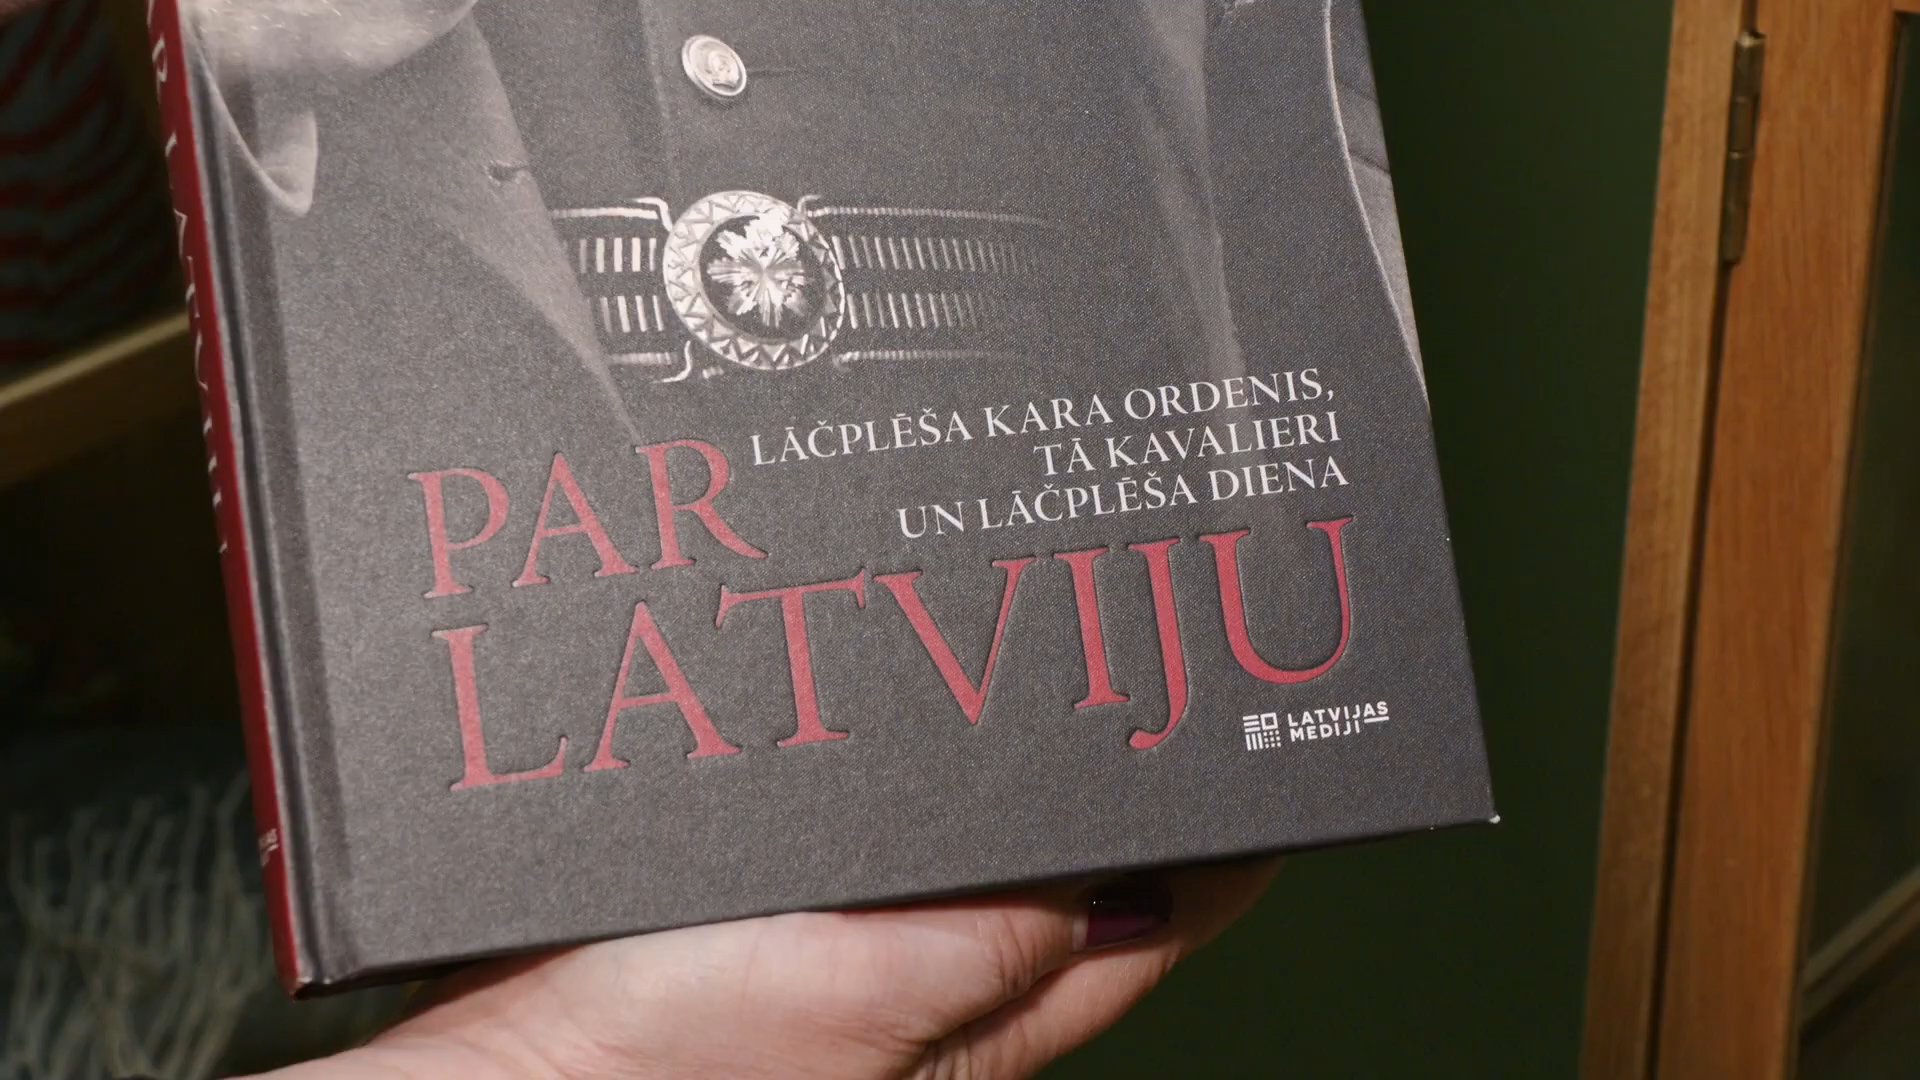 LĀČPLĒŠA KARA ORDENIS,
TĀ KAVALIERI
UN LĀČPLĒŠA DIENA
PAR
LATVIJU
LATVIJAS
MEDIJI